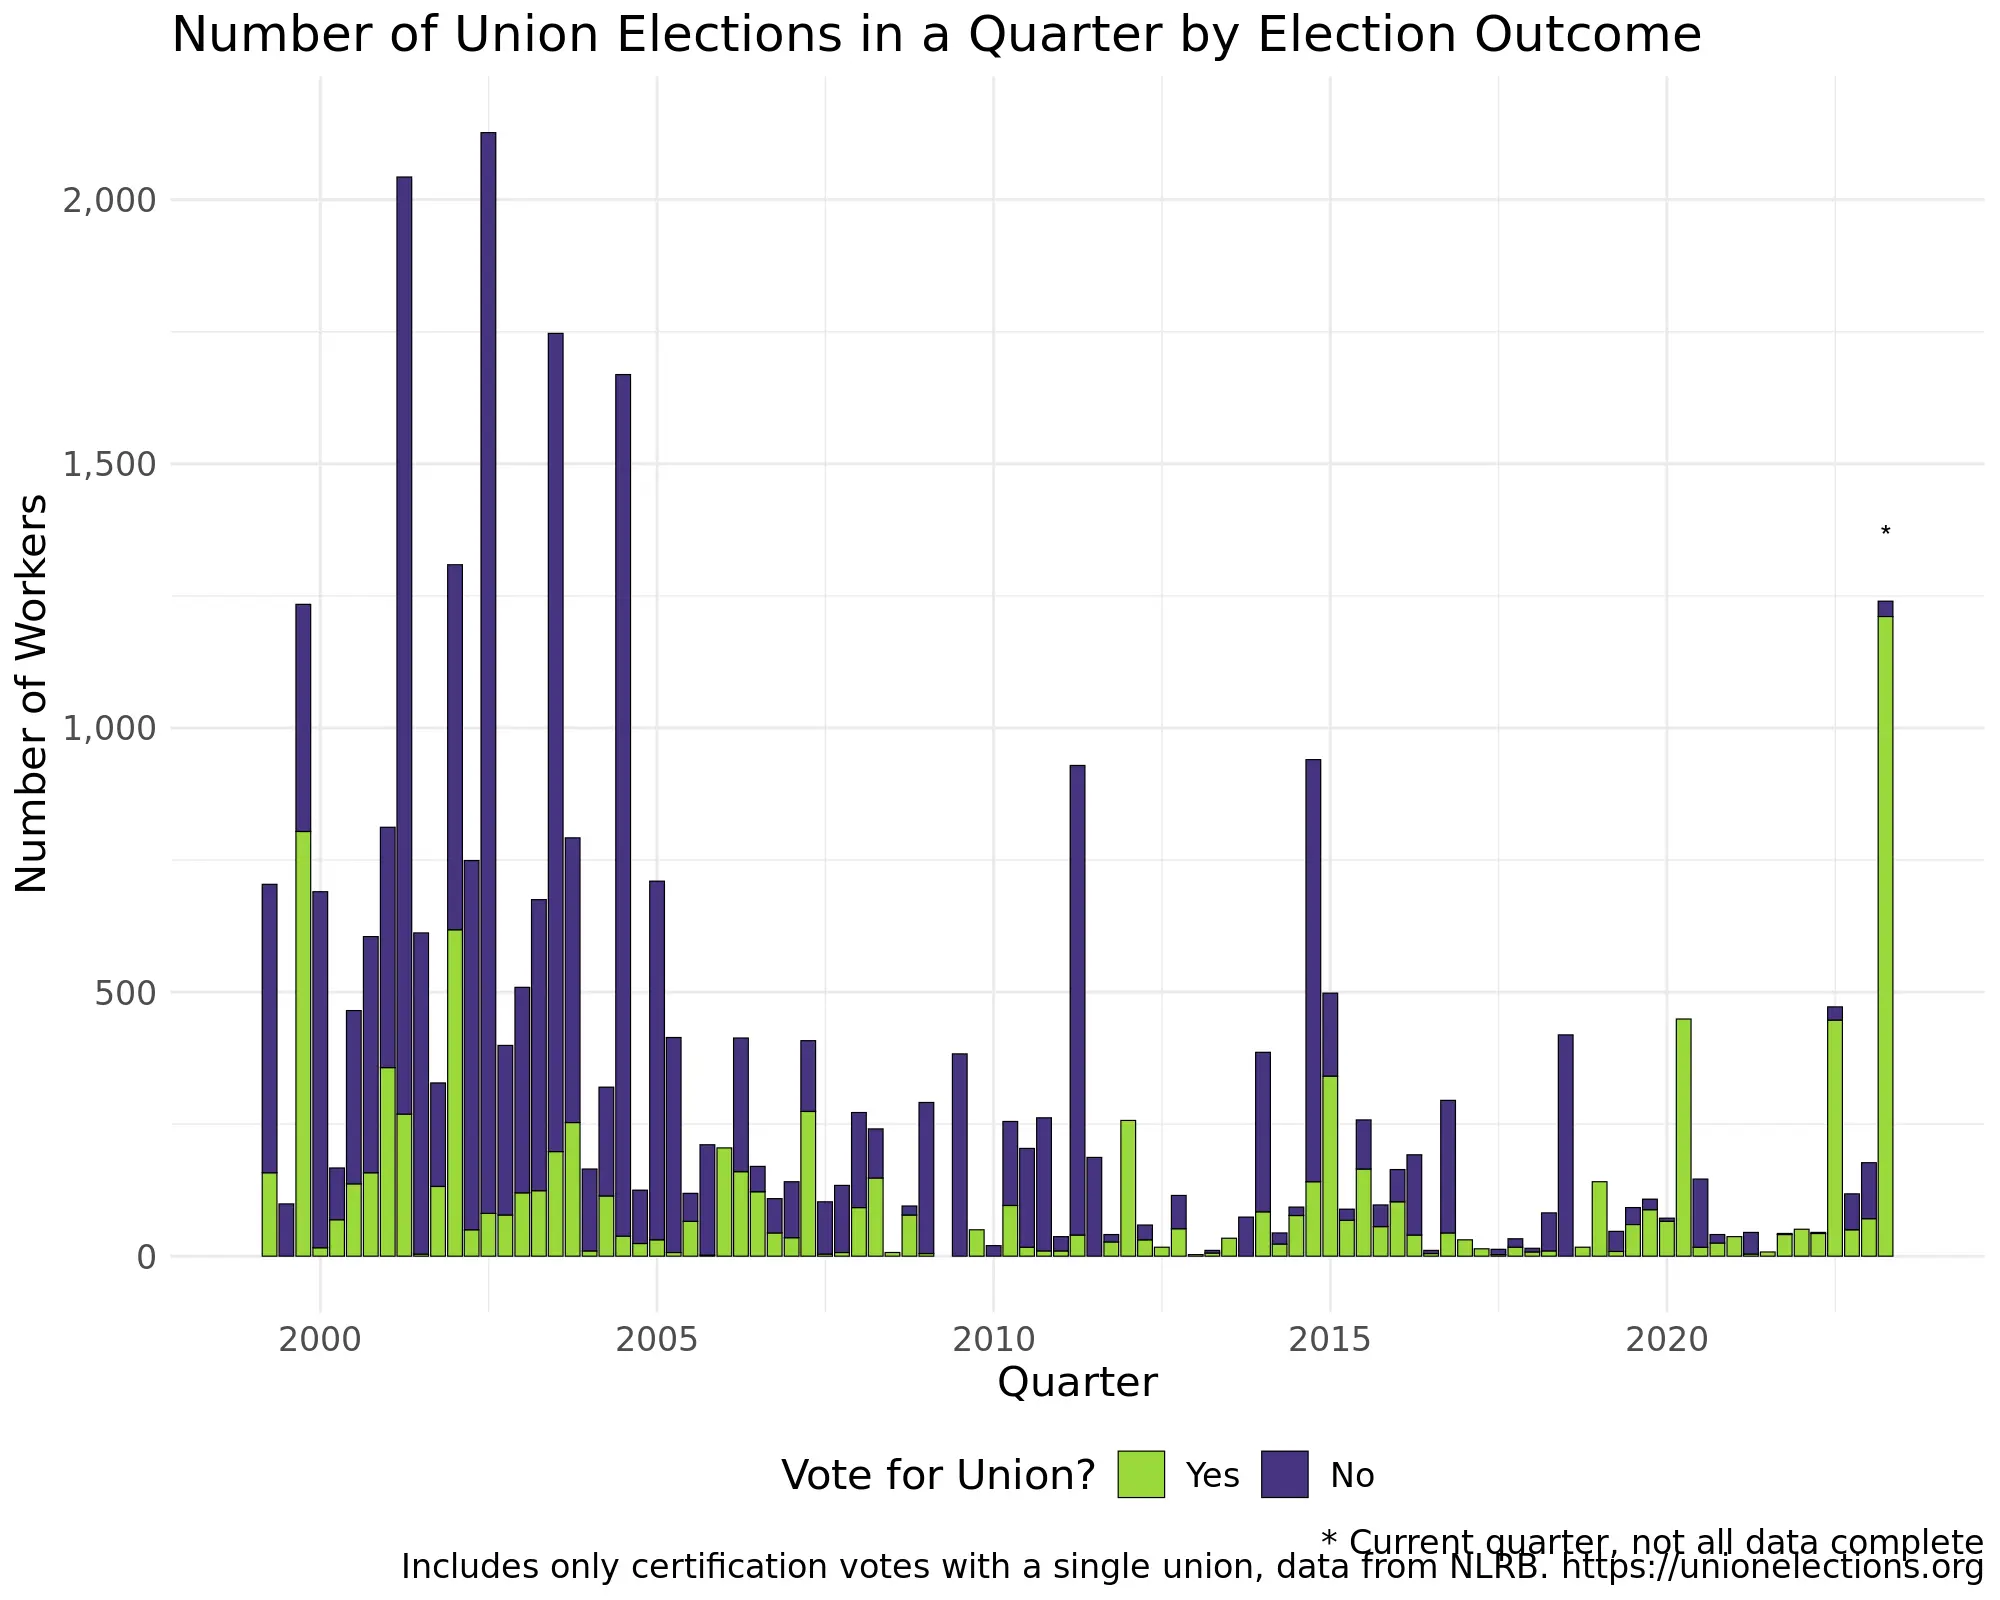 Number of Union Elections in a Quarter by Election Outcome
Number of Workers
2,000
1,500
1,000
500
0
*
2000 2005 2010 2015 2020
Quarter
Vote for Union? Yes No
* Current quarter, not all data complete
Includes only certification votes with a single union, data from NLRB. https://unionelections.org